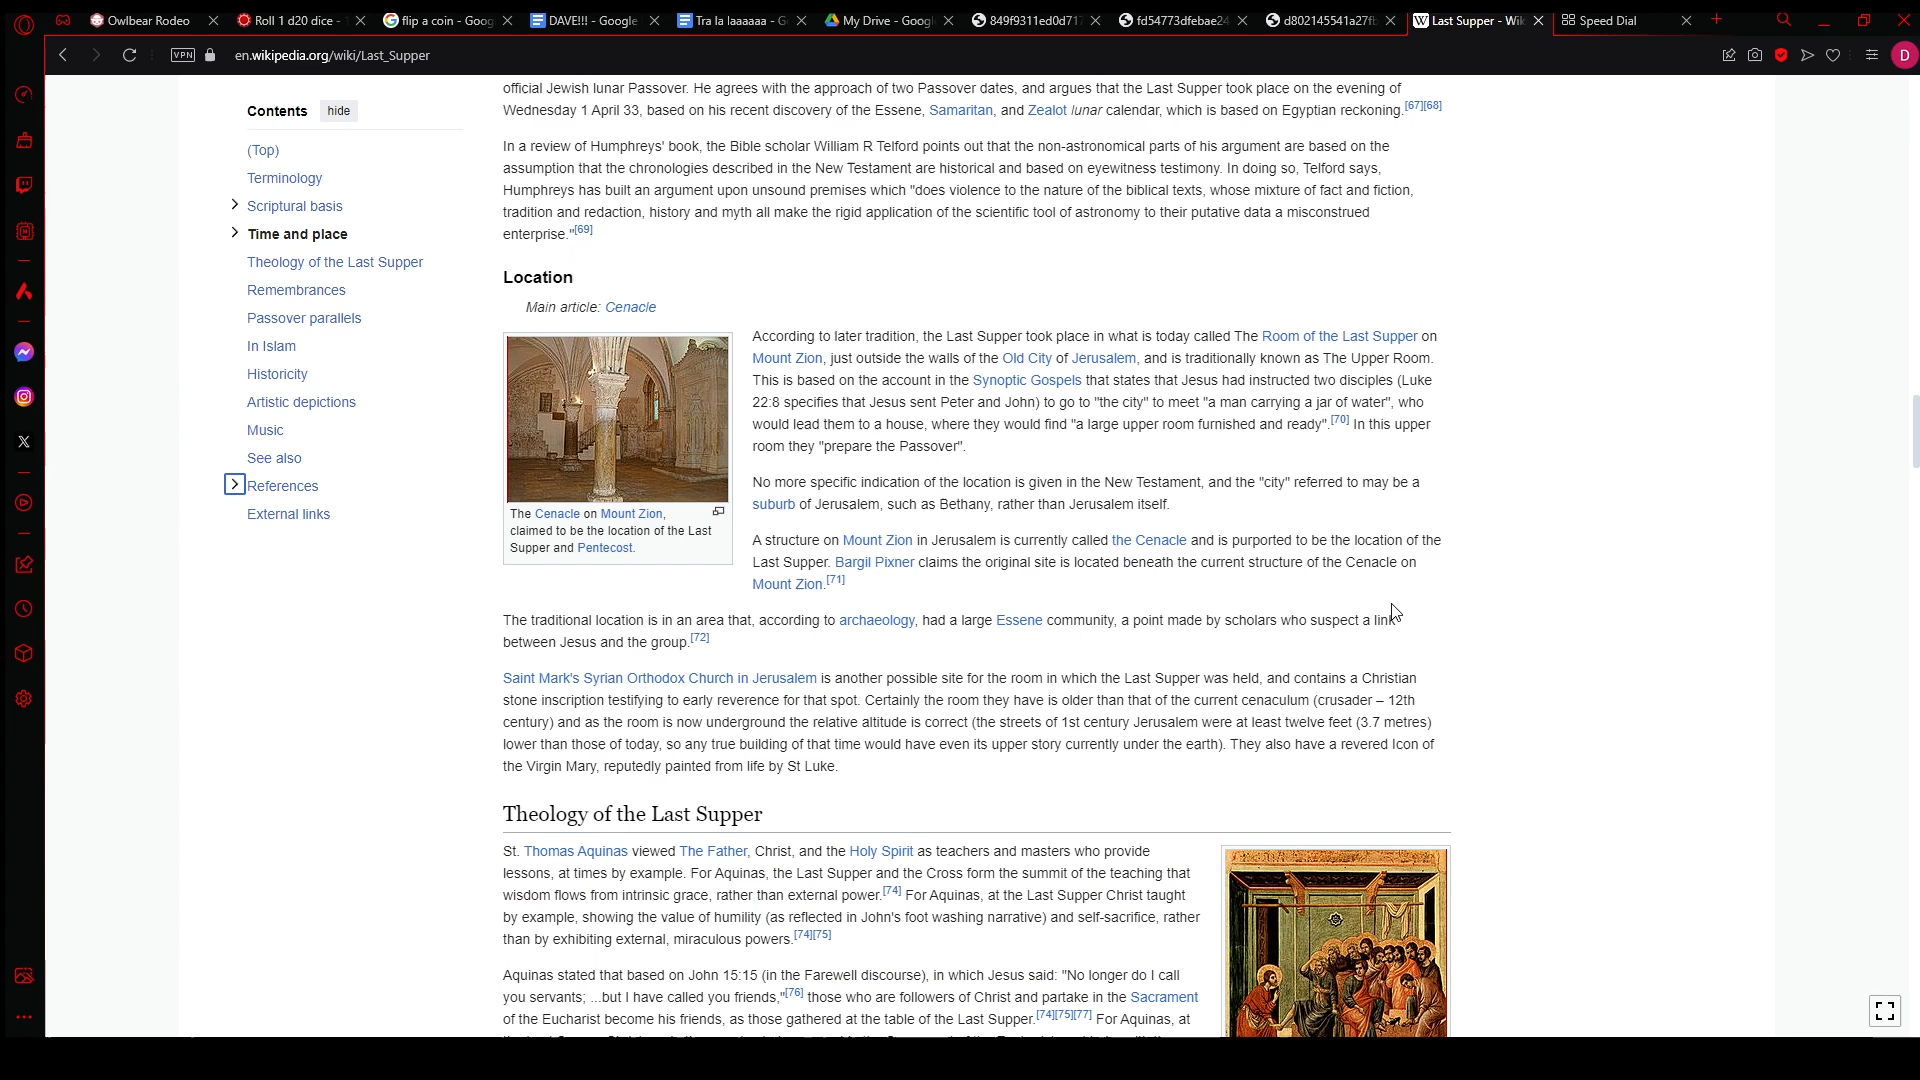 Owlbear Rodeo
Roll 1 d20 dice -
flip a coin - Goog
DAVE!!! - Google
Tra la laaaaaa - G
My Drive - Googl
849f9311ed0d71
fd54773dfebae24
d802145541a27f
Last Supper - Wik
Speed Dial
VPN
en.wikipedia.org/wiki/Last_Supper
D
Contents hide
(Top)
Terminology
Scriptural basis
Time and place
Theology of the Last Supper
Remembrances
Passover parallels
In Islam
Historicity
Artistic depictions
Music
See also
References
External links
official Jewish lunar Passover. He agrees with the approach of two Passover dates, and argues that the Last Supper took place on the evening of
Wednesday 1 April 33, based on his recent discovery of the Essene, Samaritan, and Zealot lunar calendar, which is based on Egyptian reckoning.[67][68]
In a review of Humphreys' book, the Bible scholar William R Telford points out that the non-astronomical parts of his argument are based on the
assumption that the chronologies described in the New Testament are historical and based on eyewitness testimony. In doing so, Telford says,
Humphreys has built an argument upon unsound premises which "does violence to the nature of the biblical texts, whose mixture of fact and fiction,
tradition and redaction, history and myth all make the rigid application of the scientific tool of astronomy to their putative data a misconstrued
enterprise."[69]
Location
Main article: Cenacle
The Cenacle on Mount Zion,
claimed to be the location of the Last
Supper and Pentecost.
According to later tradition, the Last Supper took place in what is today called The Room of the Last Supper on
Mount Zion, just outside the walls of the Old City of Jerusalem, and is traditionally known as The Upper Room.
This is based on the account in the Synoptic Gospels that states that Jesus had instructed two disciples (Luke
22:8 specifies that Jesus sent Peter and John) to go to "the city" to meet "a man carrying a jar of water", who
would lead them to a house, where they would find "a large upper room furnished and ready".[70] In this upper
room they "prepare the Passover".
No more specific indication of the location is given in the New Testament, and the "city" referred to may be a
suburb of Jerusalem, such as Bethany, rather than Jerusalem itself.
A structure on Mount Zion in Jerusalem is currently called the Cenacle and is purported to be the location of the
Last Supper. Bargil Pixner claims the original site is located beneath the current structure of the Cenacle on
Mount Zion.[71]
The traditional location is in an area that, according to archaeology, had a large Essene community, a point made by scholars who suspect a link
between Jesus and the group.[72]
Saint Mark's Syrian Orthodox Church in Jerusalem is another possible site for the room in which the Last Supper was held, and contains a Christian
stone inscription testifying to early reverence for that spot. Certainly the room they have is older than that of the current cenaculum (crusader – 12th
century) and as the room is now underground the relative altitude is correct (the streets of 1st century Jerusalem were at least twelve feet (3.7 metres)
lower than those of today, so any true building of that time would have even its upper story currently under the earth). They also have a revered Icon of
the Virgin Mary, reputedly painted from life by St Luke.
Theology of the Last Supper
St. Thomas Aquinas viewed The Father, Christ, and the Holy Spirit as teachers and masters who provide
lessons, at times by example. For Aquinas, the Last Supper and the Cross form the summit of the teaching that
wisdom flows from intrinsic grace, rather than external power.[74] For Aquinas, at the Last Supper Christ taught
by example, showing the value of humility (as reflected in John's foot washing narrative) and self-sacrifice, rather
than by exhibiting external, miraculous powers.[74][75]
Aquinas stated that based on John 15:15 (in the Farewell discourse), in which Jesus said: "No longer do I call
you servants; ...but I have called you friends,"[76] those who are followers of Christ and partake in the Sacrament
of the Eucharist become his friends, as those gathered at the table of the Last Supper.[74][75][77] For Aquinas, at